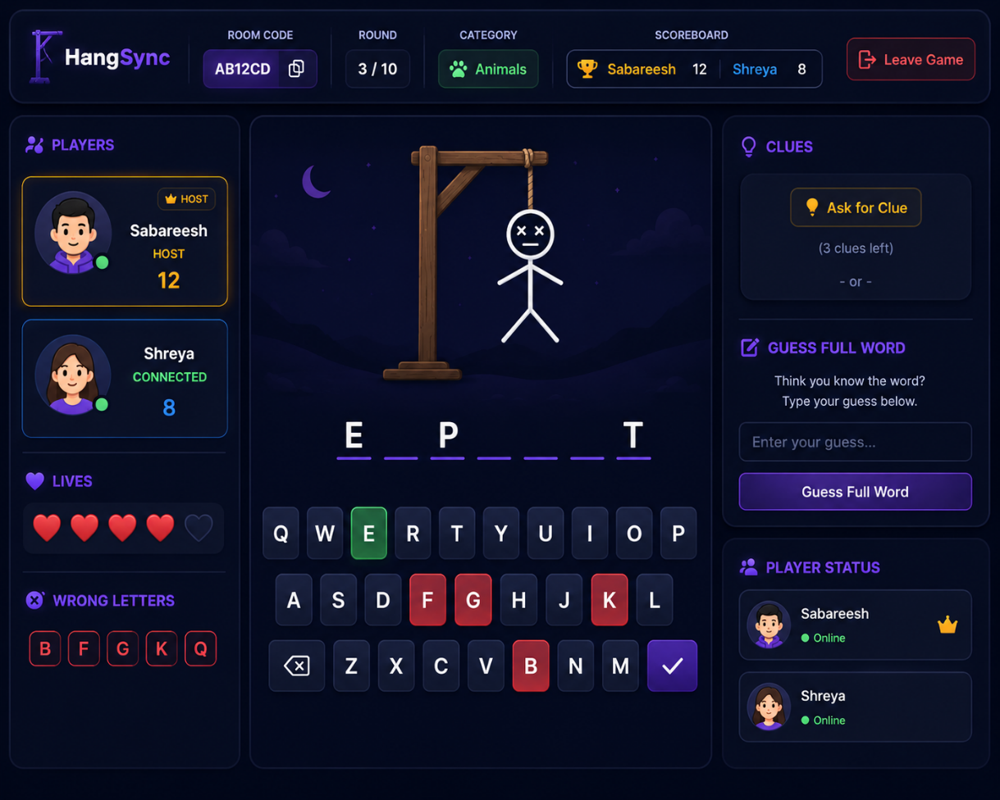 HangSync
ROOM CODE
AB12CD
ROUND
3 / 10
CATEGORY
Animals
SCOREBOARD
Sabareesh 12 Shreya 8
Leave Game
PLAYERS
HOST
Sabareesh
HOST
12
Shreya
CONNECTED
8
LIVES
WRONG LETTERS
B F G K Q
E P T
Q W E R T Y U I O P
A S D F G H J K L
Z X C V B N M
CLUES
Ask for Clue
(3 clues left)
- or -
GUESS FULL WORD
Think you know the word?
Type your guess below.
Enter your guess...
Guess Full Word
PLAYER STATUS
Sabareesh
Online
Shreya
Online